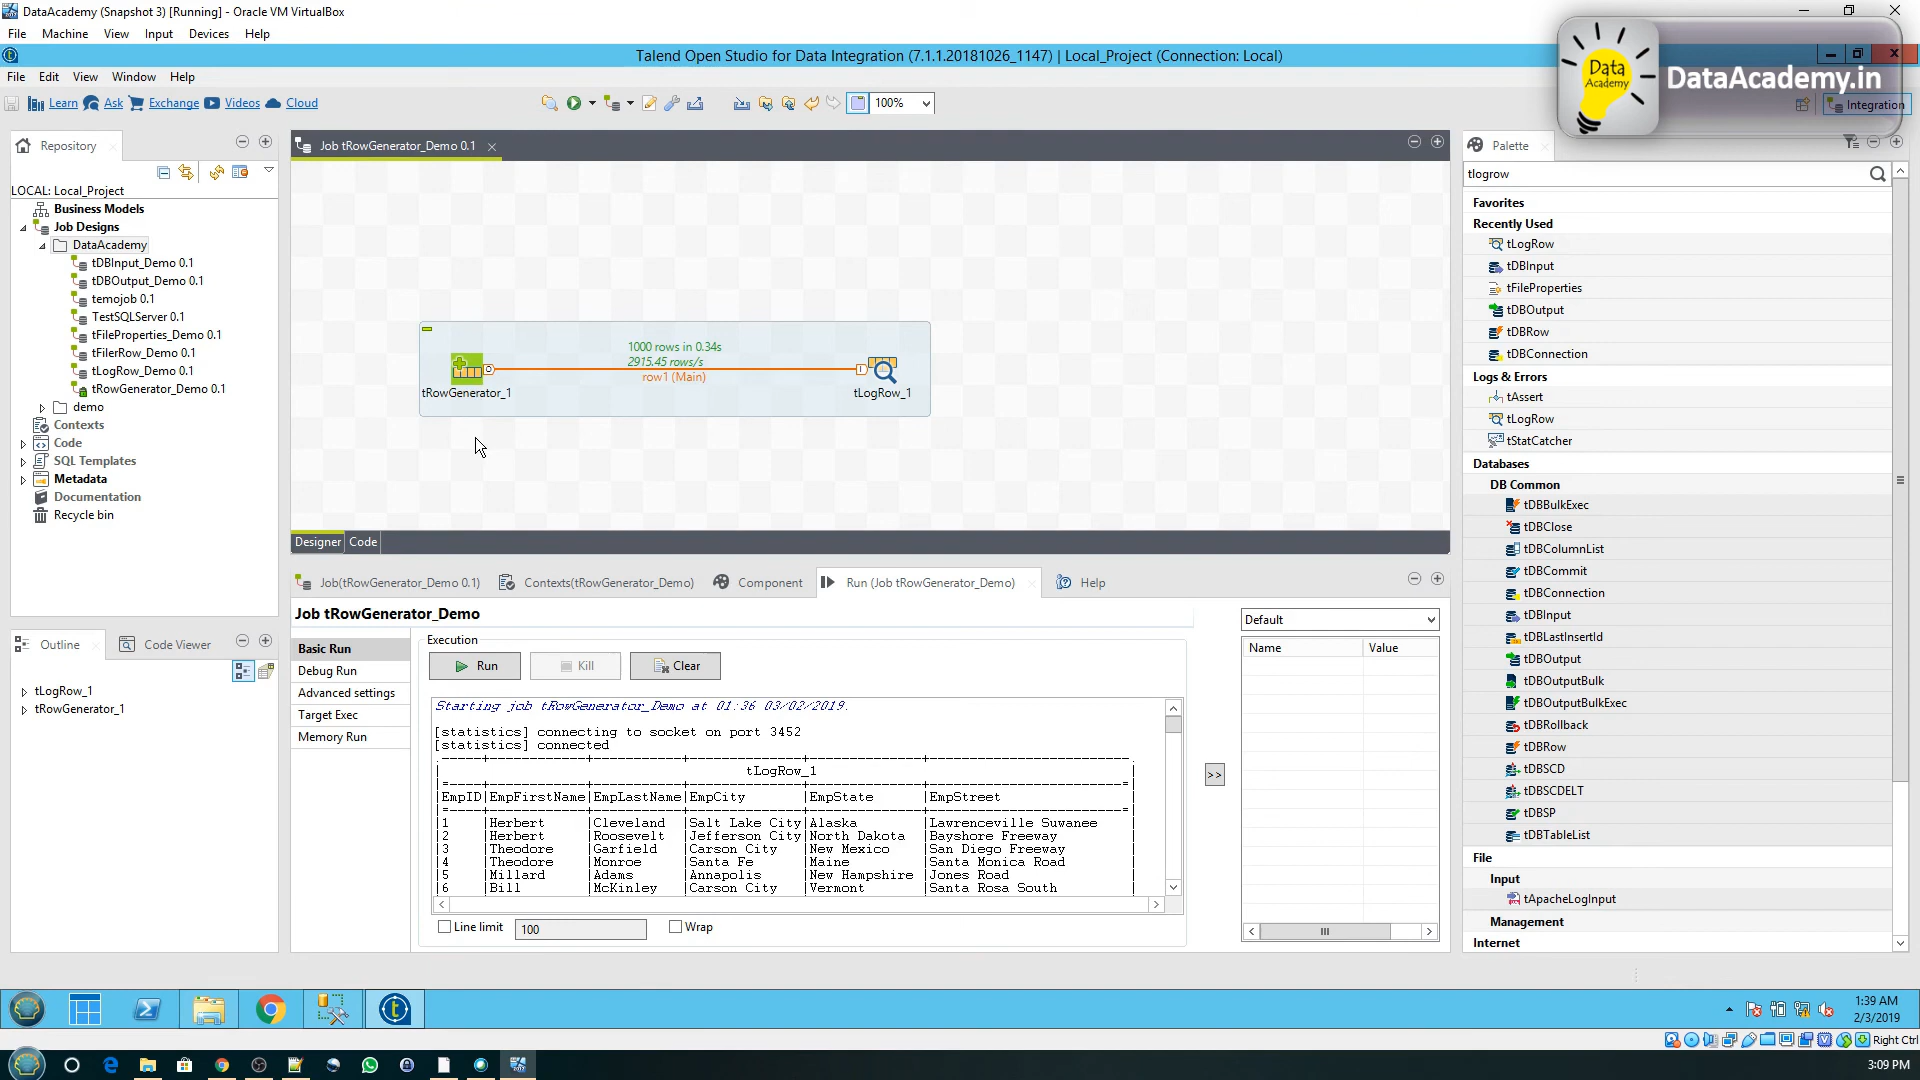 DataAcademy (Snapshot 3) [Running] - Oracle VM VirtualBox
File Machine View Input Devices Help
Talend Open Studio for Data Integration (7.1.1.20181026_1147) | Local_Project (Connection: Local)
Data Academy
DataAcademy.in
File Edit View Window Help
Learn Ask Exchange Videos Cloud
100%
Integration
Repository
LOCAL: Local_Project
Business Models
Job Designs
DataAcademy
tDBInput_Demo 0.1
tDBOutput_Demo 0.1
temojob 0.1
TestSQLServer 0.1
tFileProperties_Demo 0.1
tFilerRow_Demo 0.1
tLogRow_Demo 0.1
tRowGenerator_Demo 0.1
demo
Contexts
Code
SQL Templates
Metadata
Documentation
Recycle bin
Outline
Code Viewer
tLogRow_1
tRowGenerator_1
Job tRowGenerator_Demo 0.1
1000 rows in 0.34s
2915.45 rows/s
row1 (Main)
tRowGenerator_1
tLogRow_1
Designer Code
Job(tRowGenerator_Demo 0.1) Contexts(tRowGenerator_Demo) Component Run (Job tRowGenerator_Demo) Help
Job tRowGenerator_Demo
Basic Run
Debug Run
Advanced settings
Target Exec
Memory Run
Execution
Run Kill Clear
Starting job tRowGenerator_Demo at 01:36 03/02/2019.
[statistics] connecting to socket on port 3452
[statistics] connected
tLogRow_1
|EmpID|EmpFirstName|EmpLastName|EmpCity |EmpState |EmpStreet
|1 |Herbert |Cleveland |Salt Lake City|Alaska |Lawrenceville Suwanee
|2 |Herbert |Roosevelt |Jefferson City|North Dakota |Bayshore Freeway
|3 |Theodore |Garfield |Carson City |New Mexico |San Diego Freeway
|4 |Theodore |Monroe |Santa Fe |Maine |Santa Monica Road
|5 |Millard |Adams |Annapolis |New Hampshire |Jones Road
|6 |Bill |McKinley |Carson City |Vermont |Santa Rosa South
Line limit 100 Wrap
>>
Default
Name Value
Palette
tlogrow
Favorites
Recently Used
tLogRow
tDBInput
tFileProperties
tDBOutput
tDBRow
tDBConnection
Logs & Errors
tAssert
tLogRow
tStatCatcher
Databases
DB Common
tDBBulkExec
tDBClose
tDBColumnList
tDBCommit
tDBConnection
tDBInput
tDBLastInsertId
tDBOutput
tDBOutputBulk
tDBOutputBulkExec
tDBRollback
tDBRow
tDBSCD
tDBSCDELT
tDBSP
tDBTableList
File
Input
tApacheLogInput
Management
Internet
1:39 AM
2/3/2019
Right Ctrl
3:09 PM